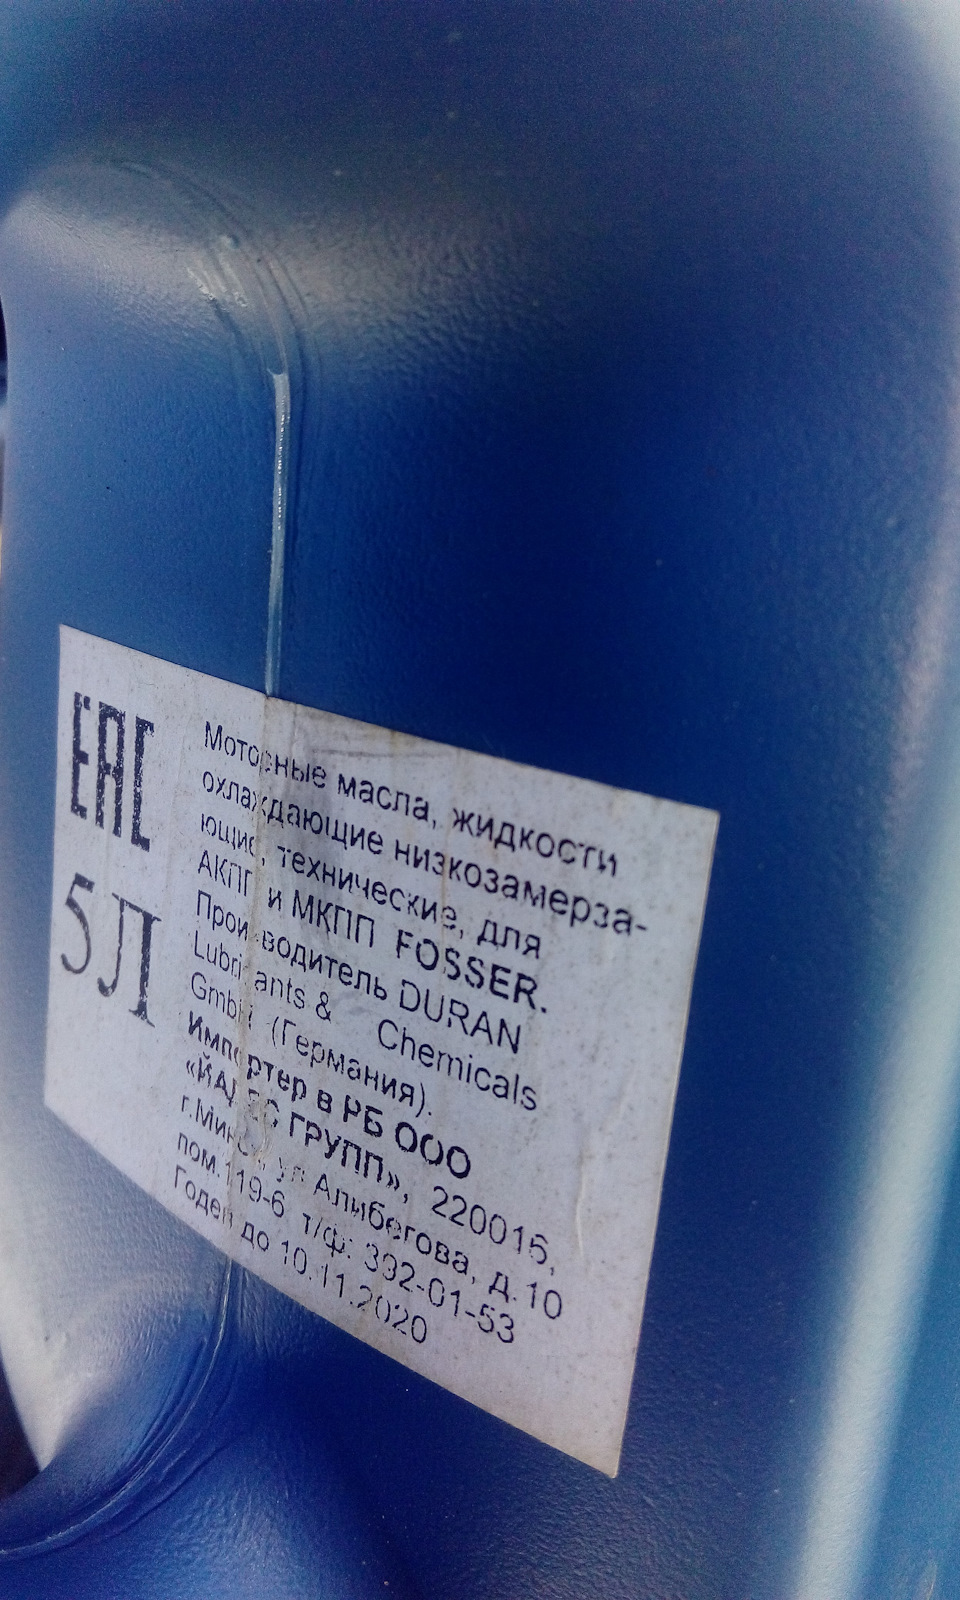 EAC
5Л
Моторные масла, жидкости
охлаждающие низкозамерза-
ющие, технические, для
АКПП и МКПП FOSSER.
Производитель DURAN
Lubricants & Chemicals
GmbH (Германия).
Импортер в РБ ООО
ГРУПП», 220015,
г.Минск, ул Алибегова, д.10
пом.119-6 т/ф: 392-01-53
Годен до 10.11.2020